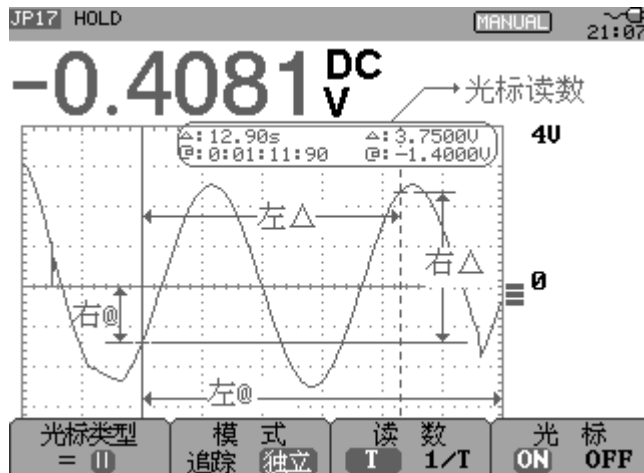 JP17 HOLD MANUAL 21:07
-0.4081 DC V
光标读数
△: 12.90s △: 3.7500V
@: 0:01:11:90 @: -1.4000V
4V
左△
右△
0
右@
左@
光标类型 模 式 读 数 光 标
= 追踪 独立 T 1/T ON OFF